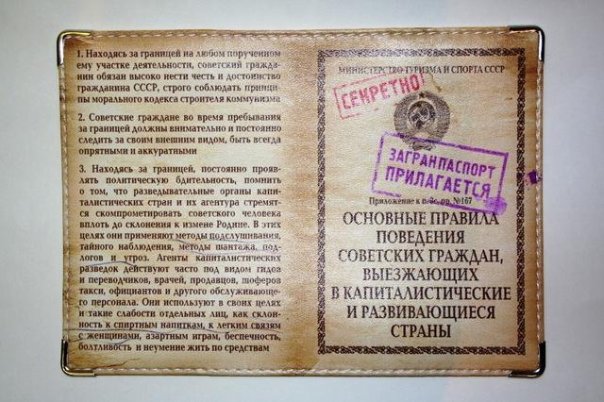 1. Находясь за границей на любом порученном
ему участке деятельности, советский гражда-
нин обязан высоко нести честь и достоинство
гражданина СССР, строго соблюдать принци-
пы морального кодекса строителя коммунизма
2. Советские граждане во время пребывания
за границей должны внимательно и постоянно
следить за своим внешним видом, быть всегда
опрятными и аккуратными
3. Находясь за границей, постоянно прояв-
лять политическую бдительность, помнить
о том, что разведывательные органы капи-
талистических стран и их агентура стремят-
ся скомпрометировать советского человека
вплоть до склонения к измене Родине. В этих
целях они применяют методы подслушивания,
тайного наблюдения, методы шантажа, под-
логов и угроз. Агенты капиталистических
разведок действуют часто под видом гидов
и переводчиков, врачей, продавцов, шоферов
такси, официантов и другого обслуживающе-
го персонала. Они используют в своих целях
и такие слабости отдельных лиц, как склон-
ность к спиртным напиткам, к легким связям
с женщинами, азартным играм, беспечность,
болтливость и неумение жить по средствам
МИНИСТЕРСТВО ТУРИЗМА И СПОРТА СССР
СЕКРЕТНО
ЗАГРАНПАСПОРТ
ПРИЛАГАЕТСЯ
Приложение к п. №167
ОСНОВНЫЕ ПРАВИЛА
ПОВЕДЕНИЯ
СОВЕТСКИХ ГРАЖДАН,
ВЫЕЗЖАЮЩИХ
В КАПИТАЛИСТИЧЕСКИЕ
И РАЗВИВАЮЩИЕСЯ
СТРАНЫ